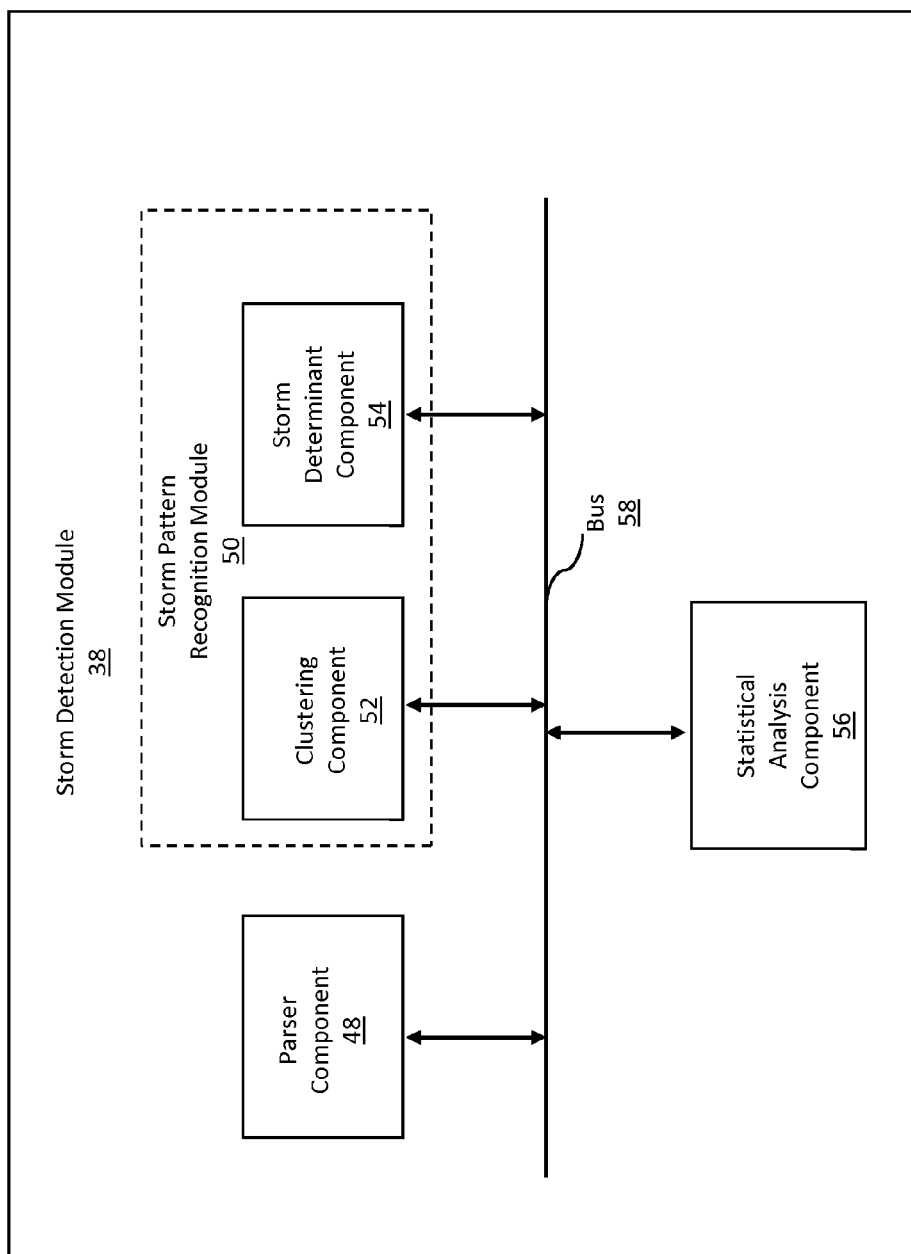 Storm Detection Module
38
Storm Pattern
Recognition Module
50
Parser
Component
48
Clustering
Component
52
Storm
Determinant
Component
54
Bus
58
Statistical
Analysis
Component
56